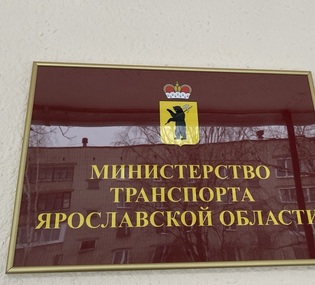 МИНИСТЕРСТВО
ТРАНСПОРТА
ЯРОСЛАВСКОЙ ОБЛАСТИ